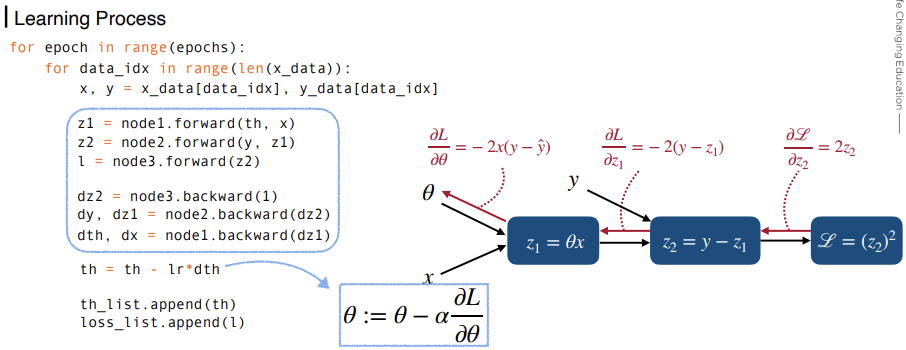 Learning Process
for epoch in range(epochs):
for data_idx in range(len(x_data)):
x, y = x_data[data_idx], y_data[data_idx]
z1 = node1.forward(th, x)
z2 = node2.forward(y, z1)
l = node3.forward(z2)
dz2 = node3.backward(1)
dy, dz1 = node2.backward(dz2)
dth, dx = node1.backward(dz1)
th = th - lr*dth
th_list.append(th)
loss_list.append(l)
θ := θ − α ∂L/∂θ
∂L/∂θ = − 2x(y − ŷ)
∂L/∂z₁ = − 2(y − z₁)
∂ℒ/∂z₂ = 2z₂
θ
y
x
z₁ = θx
z₂ = y − z₁
ℒ = (z₂)²
fe Changing Education